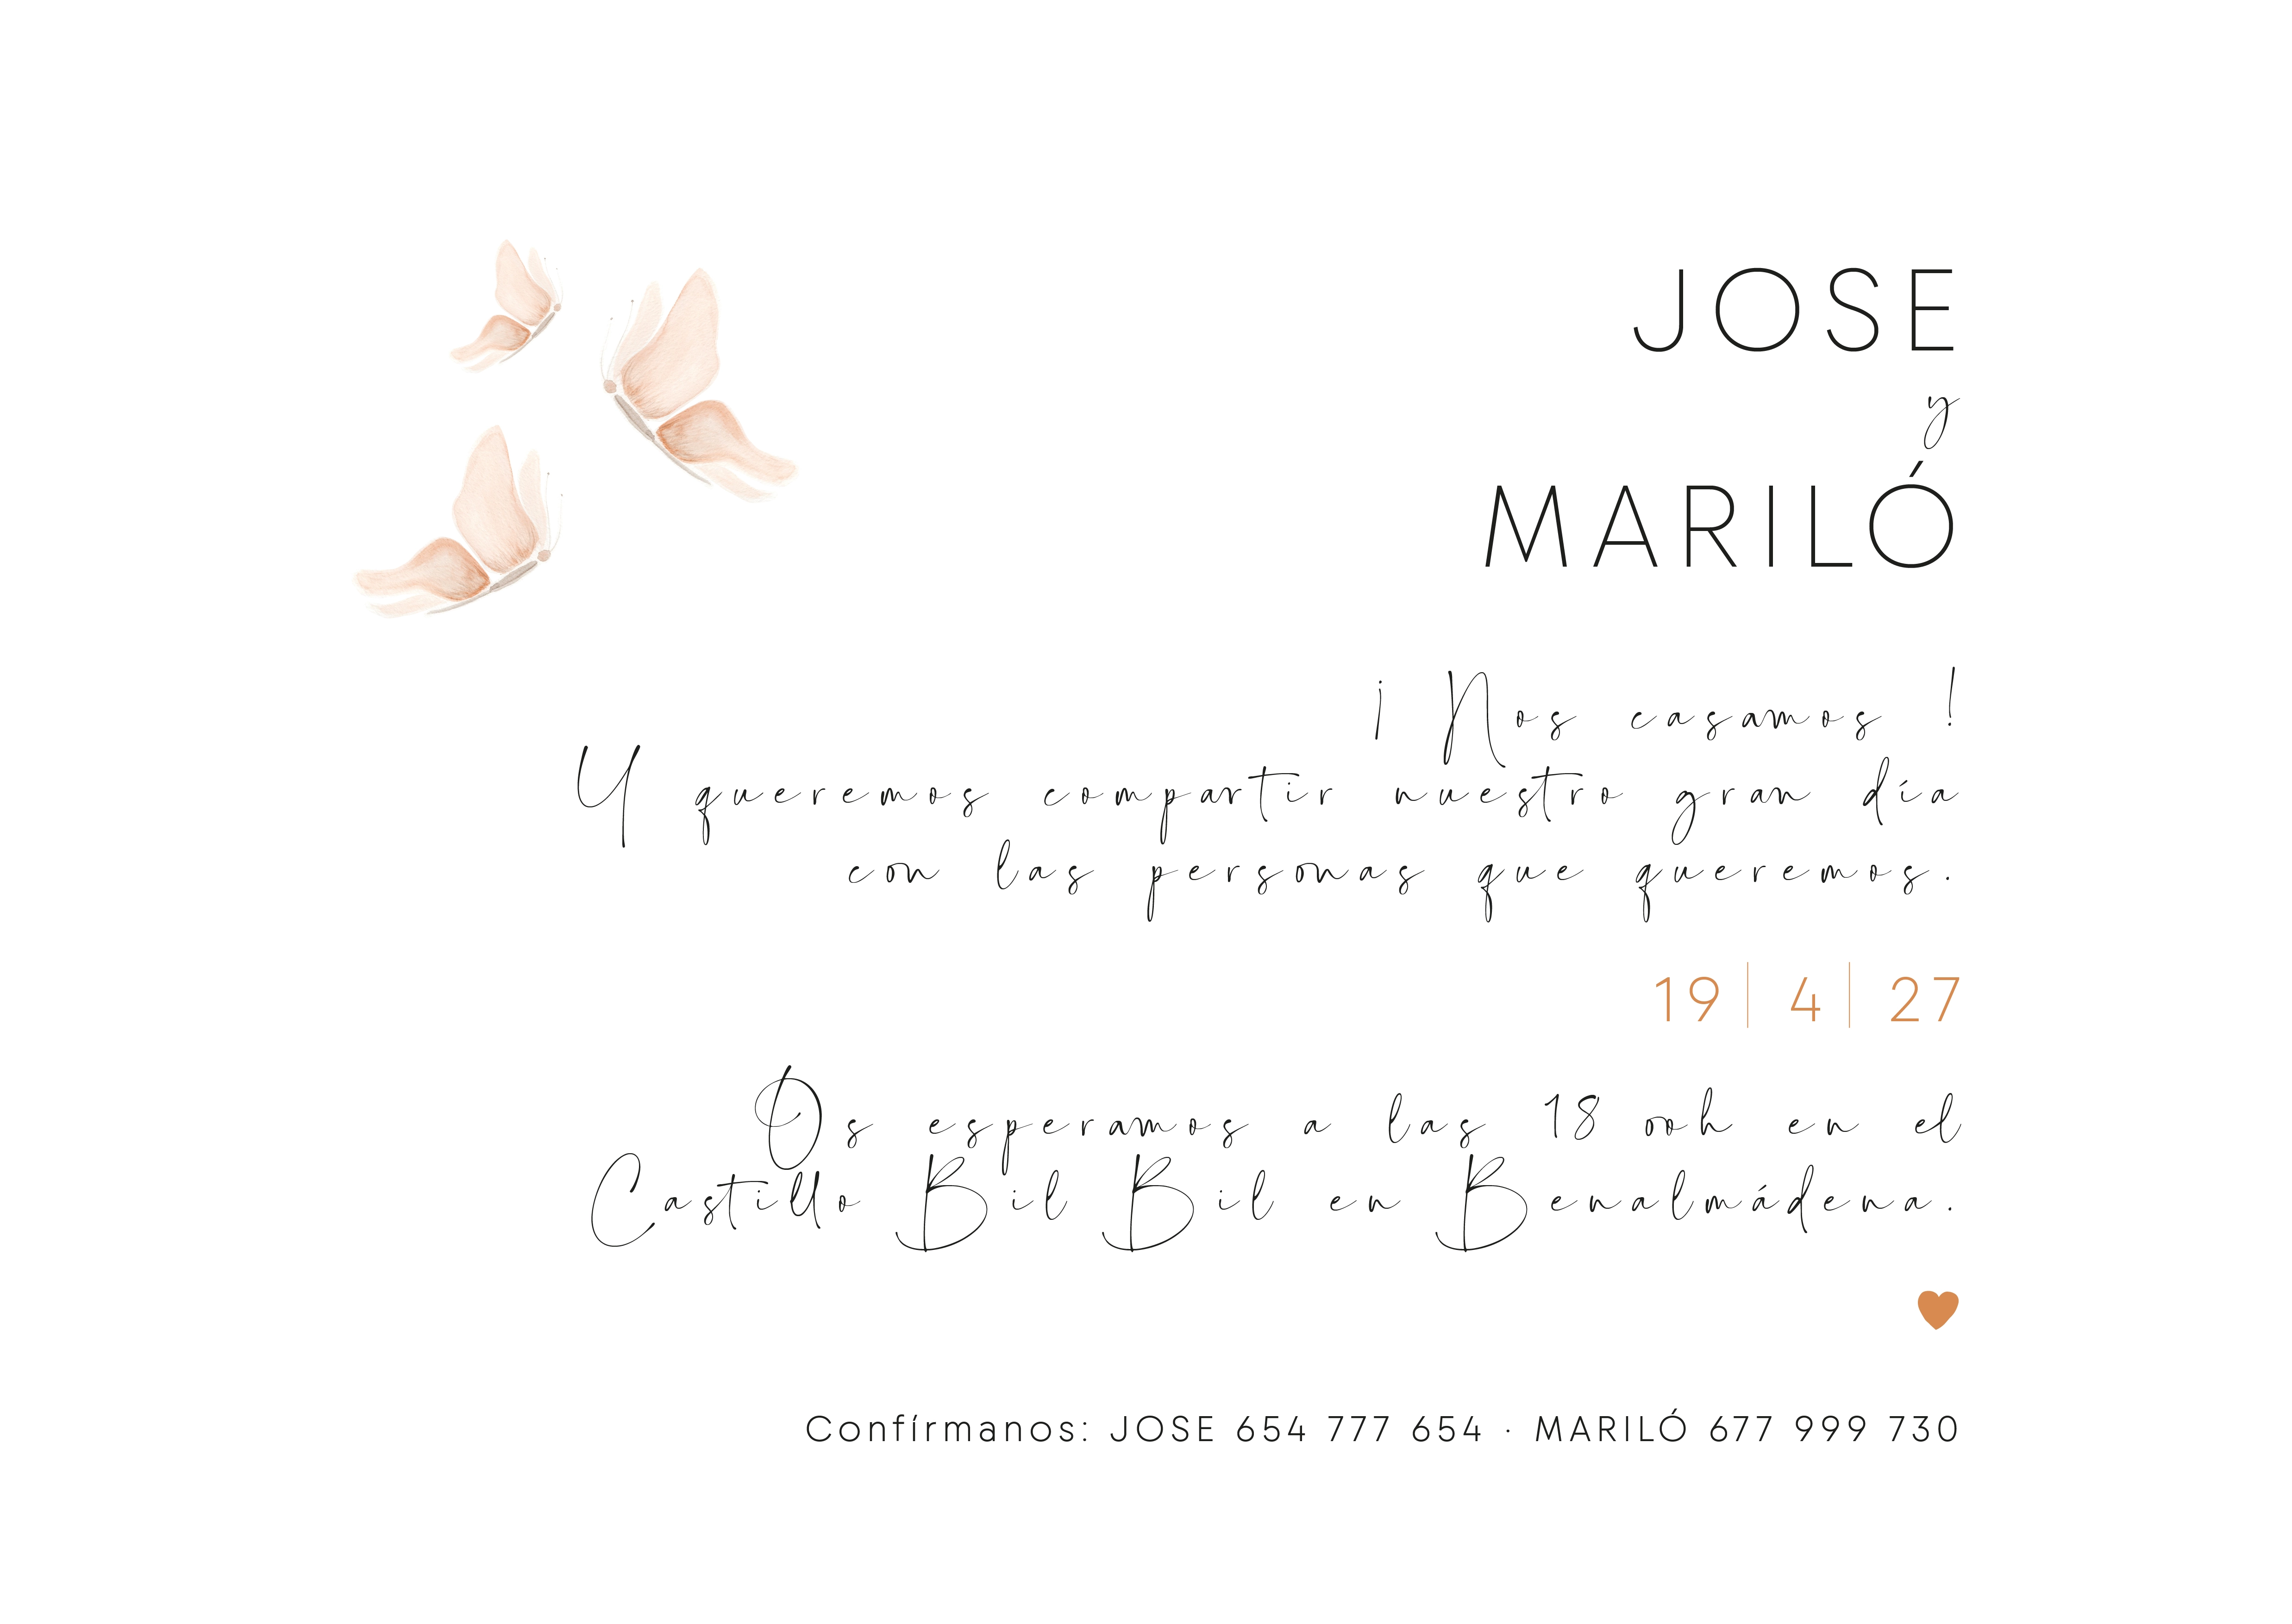 JOSE
y
MARILÓ
¡ Nos casamos !
Y queremos compartir nuestro gran día
con las personas que queremos.
19 | 4 | 27
Os esperamos a las 18 00h en el
Castillo Bil Bil en Benalmádena.
Confírmanos: JOSE 654 777 654 · MARILÓ 677 999 730